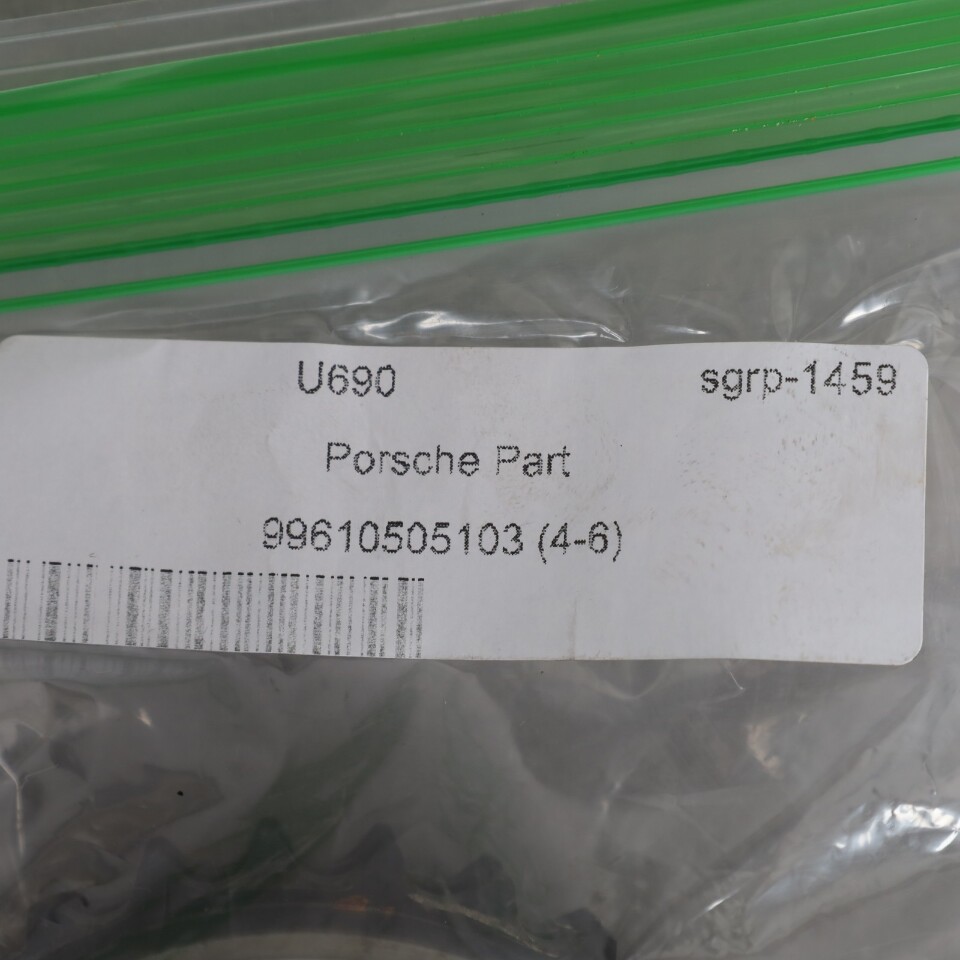 U690 sgrp-1459
Porsche Part
99610505103 (4-6)